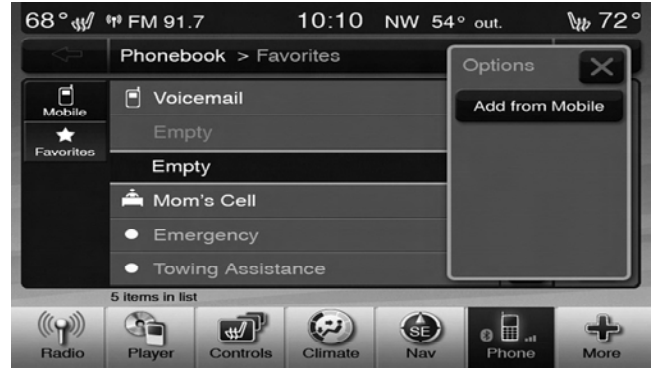 68° FM 91.7 10:10 NW 54° out. 72°
Phonebook > Favorites
Options
Mobile
Voicemail
Add from Mobile
Favorites
Empty
Empty
Mom's Cell
Emergency
Towing Assistance
5 items in list
Radio Player Controls Climate SE Nav Phone More